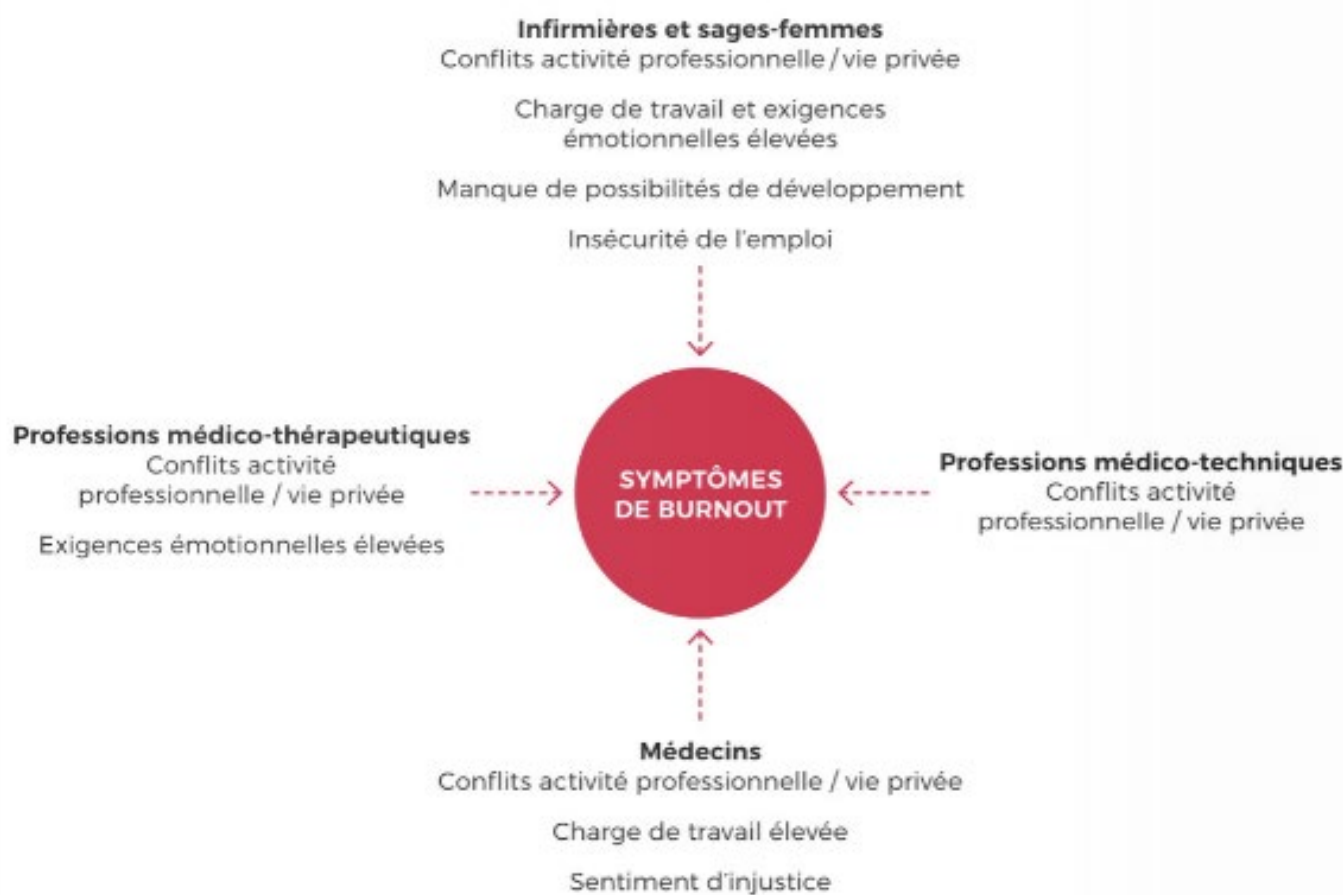 Infirmières et sages-femmes
Conflits activité professionnelle / vie privée
Charge de travail et exigences
émotionnelles élevées
Manque de possibilités de développement
Insécurité de l'emploi
Professions médico-thérapeutiques
Conflits activité
professionnelle / vie privée
Exigences émotionnelles élevées
SYMPTÔMES
DE BURNOUT
Professions médico-techniques
Conflits activité
professionnelle / vie privée
Médecins
Conflits activité professionnelle / vie privée
Charge de travail élevée
Sentiment d'injustice